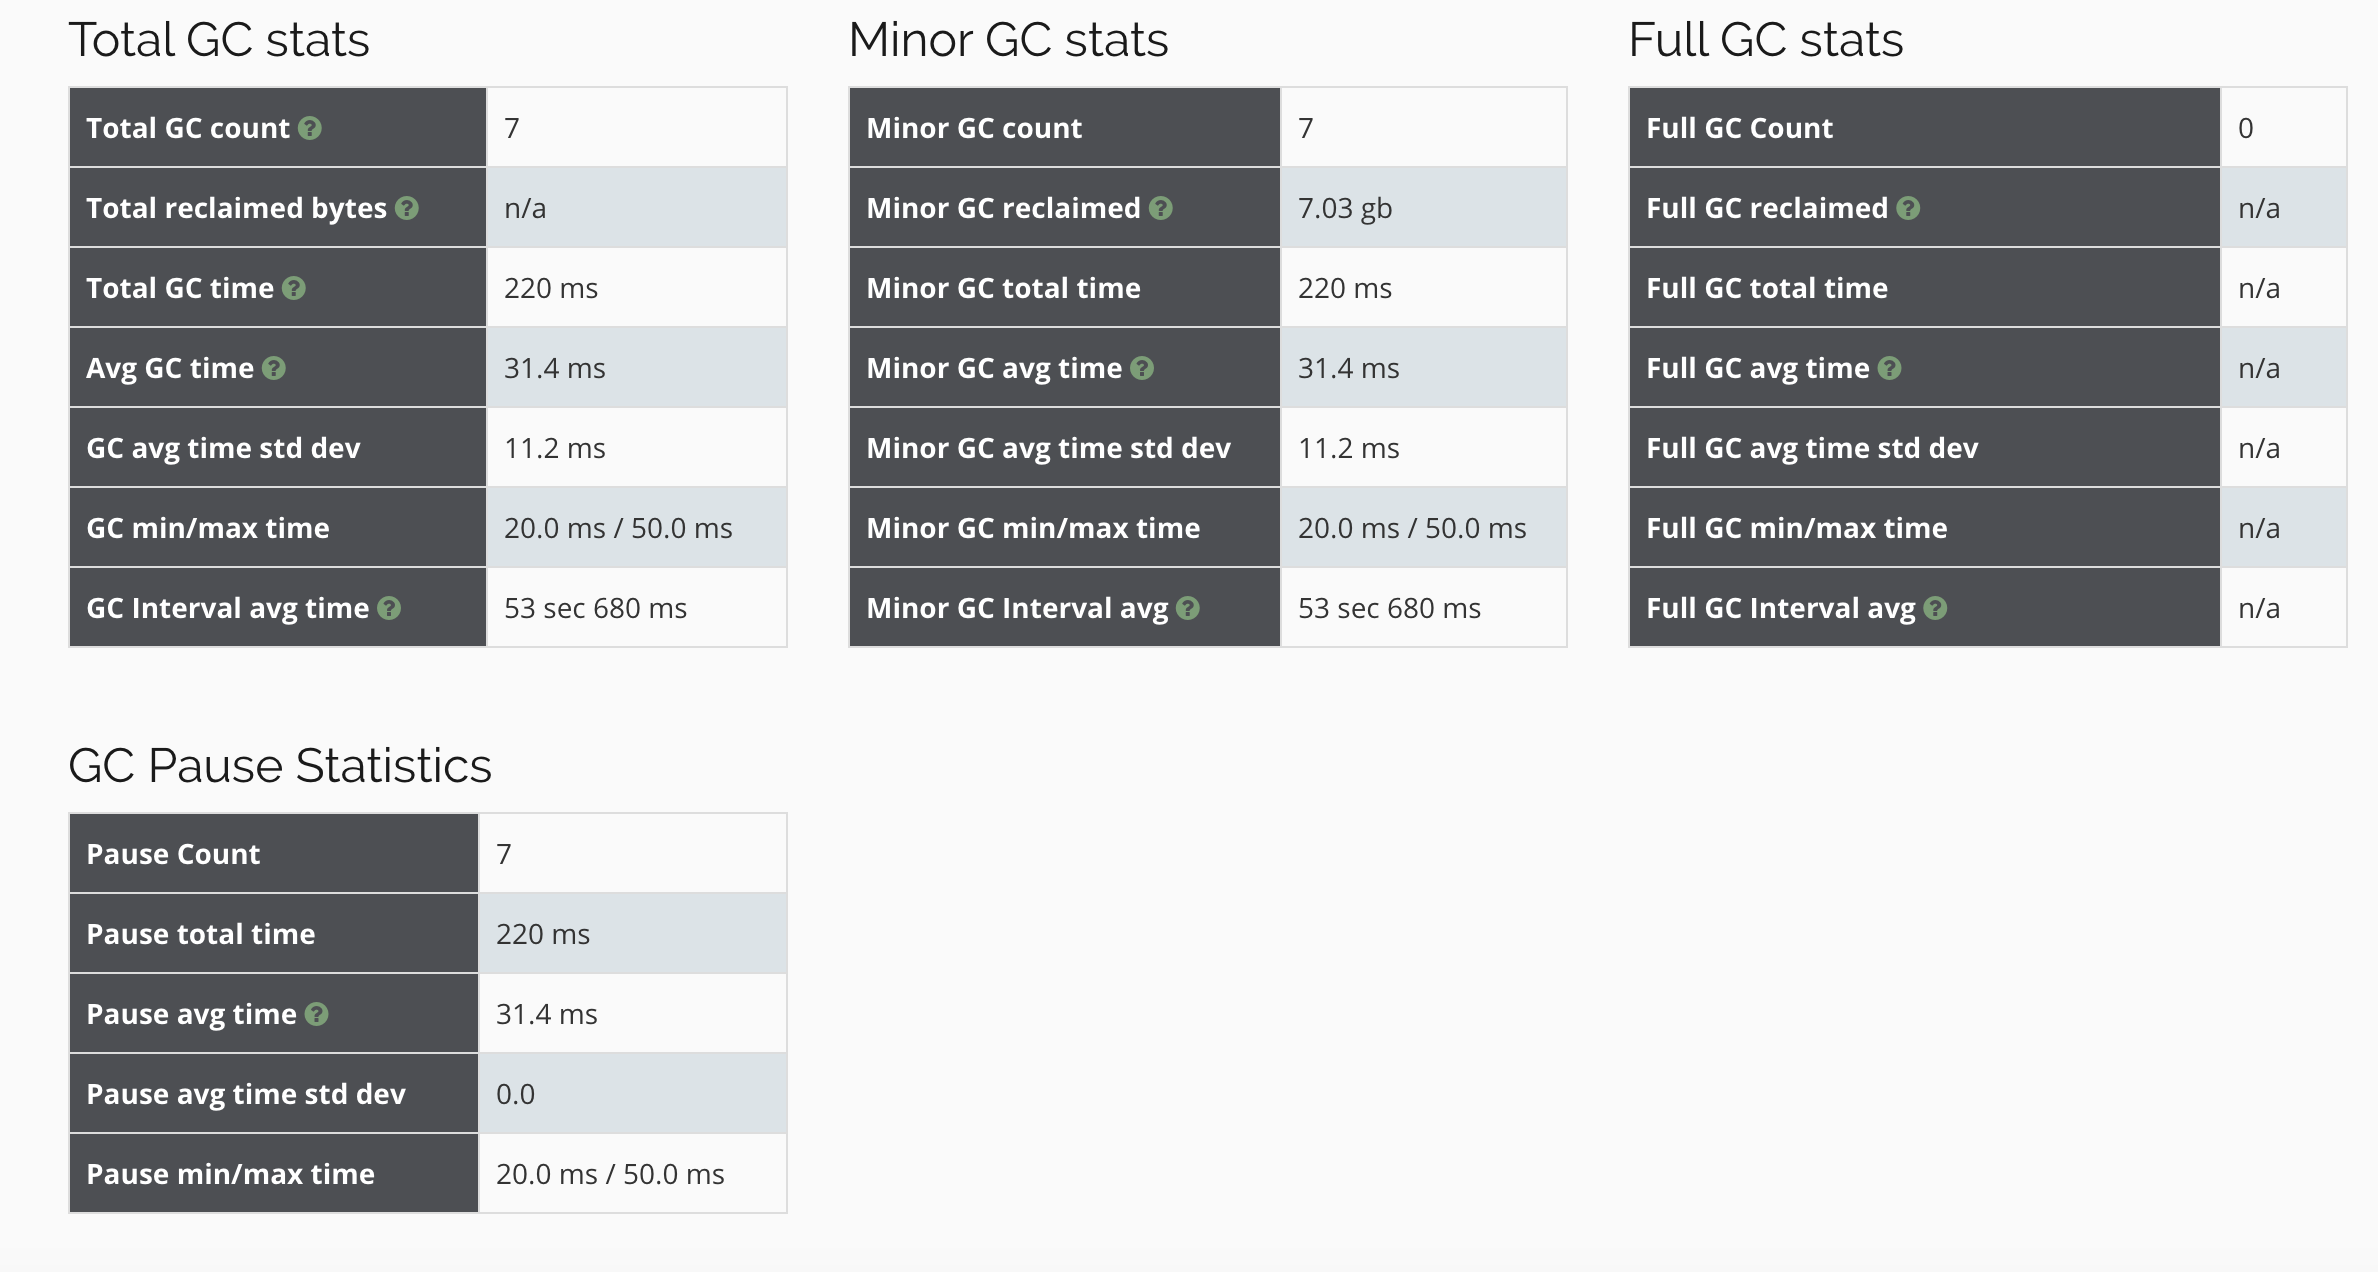 Total GC stats
Total GC count 7
Total reclaimed bytes n/a
Total GC time 220 ms
Avg GC time 31.4 ms
GC avg time std dev 11.2 ms
GC min/max time 20.0 ms / 50.0 ms
GC Interval avg time 53 sec 680 ms
Minor GC stats
Minor GC count 7
Minor GC reclaimed 7.03 gb
Minor GC total time 220 ms
Minor GC avg time 31.4 ms
Minor GC avg time std dev 11.2 ms
Minor GC min/max time 20.0 ms / 50.0 ms
Minor GC Interval avg 53 sec 680 ms
Full GC stats
Full GC Count 0
Full GC reclaimed n/a
Full GC total time n/a
Full GC avg time n/a
Full GC avg time std dev n/a
Full GC min/max time n/a
Full GC Interval avg n/a
GC Pause Statistics
Pause Count 7
Pause total time 220 ms
Pause avg time 31.4 ms
Pause avg time std dev 0.0
Pause min/max time 20.0 ms / 50.0 ms